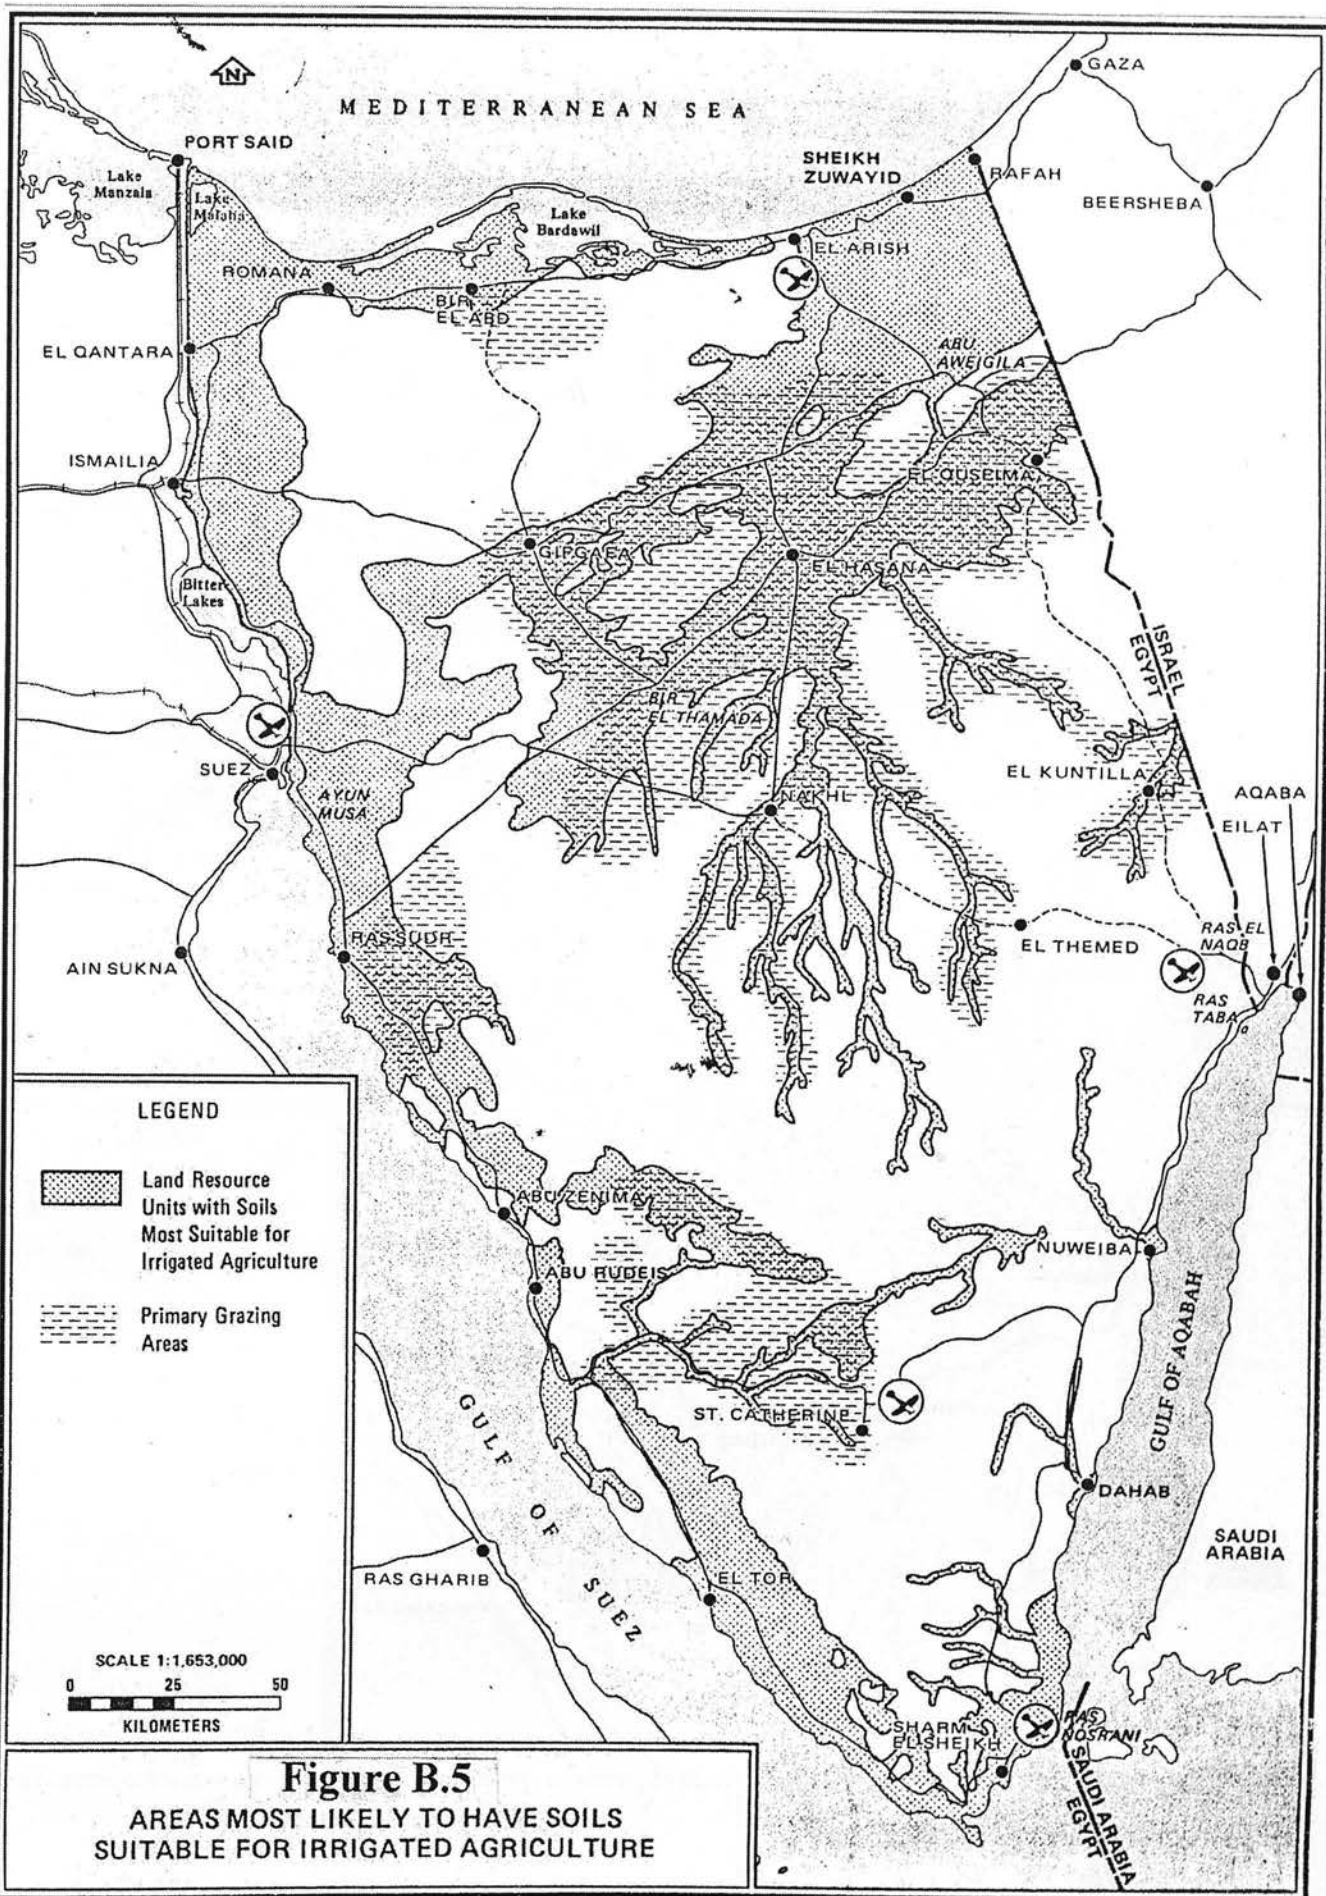 N
MEDITERRANEAN SEA
GAZA
PORT SAID
Lake
Manzala
Lake
Malaha
SHEIKH
ZUWAYID
RAFAH
BEERSHEBA
Lake
Bardawil
EL ARISH
ROMANA
BIR
EL ABD
EL QANTARA
ABU
AWEIGILA
ISMAILIA
EL QUSEIMA
GIFGAFA
EL HASANA
Bitter
Lakes
ISRAEL
EGYPT
BIR
EL THAMADA
SUEZ
AYUN
MUSA
NAKHL
EL KUNTILLA
AQABA
EILAT
RAS SUDR
AIN SUKNA
EL THEMED
RAS EL
NAQB
RAS
TABA
LEGEND
Land Resource
Units with Soils
Most Suitable for
Irrigated Agriculture
Primary Grazing
Areas
ABU ZENIMA
ABU RUDEIS
NUWEIBA
GULF OF AQABAH
ST. CATHERINE
GULF OF SUEZ
DAHAB
SAUDI
ARABIA
RAS GHARIB
EL TOR
SCALE 1:1,653,000
0 25 50
KILOMETERS
SHARM
EL SHEIKH
RAS
NOSRANI
SAUDI ARABIA
EGYPT
Figure B.5
AREAS MOST LIKELY TO HAVE SOILS
SUITABLE FOR IRRIGATED AGRICULTURE